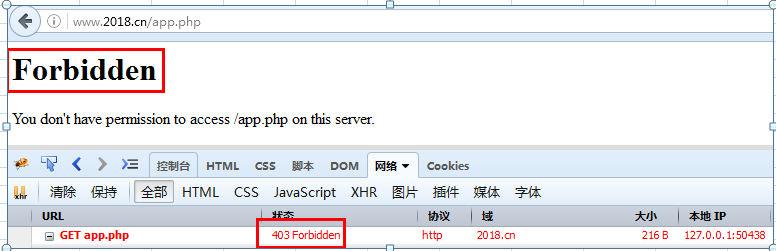 www.2018.cn/app.php
Forbidden
You don't have permission to access /app.php on this server.
控制台 HTML CSS 脚本 DOM 网络 Cookies
xhr 清除 保持 全部 HTML CSS JavaScript XHR 图片 插件 媒体 字体
URL 状态 协议 域 大小 本地 IP
GET app.php 403 Forbidden http 2018.cn 216 B 127.0.0.1:50438